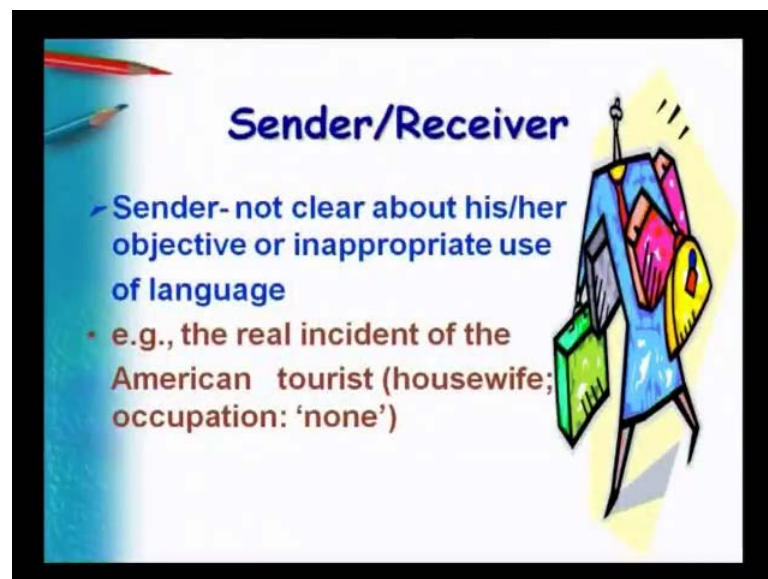 Sender/Receiver
➢ Sender- not clear about his/her
objective or inappropriate use
of language
• e.g., the real incident of the
American tourist (housewife;
occupation: ‘none’)